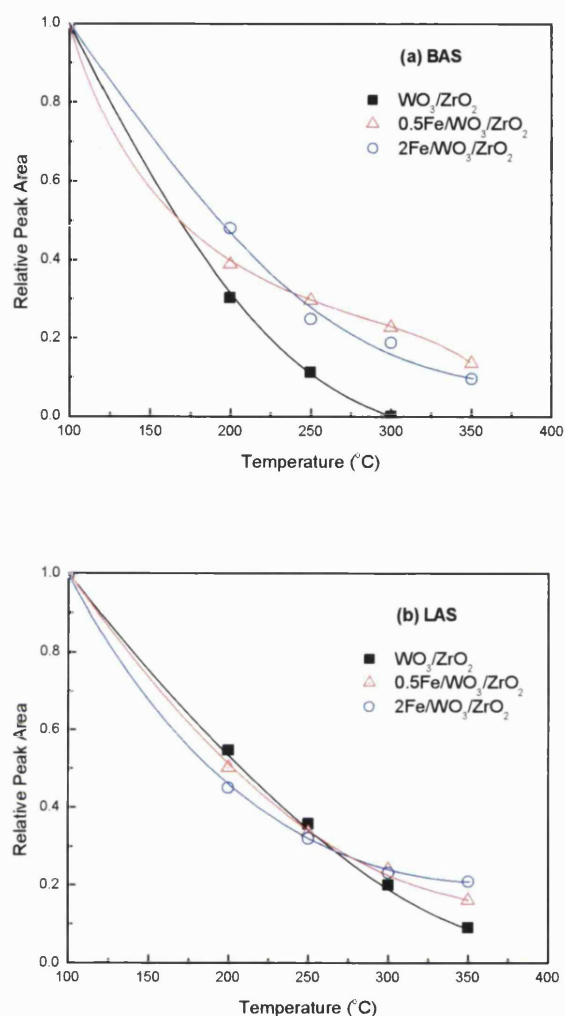 (a) BAS
WO₃/ZrO₂
0.5Fe/WO₃/ZrO₂
2Fe/WO₃/ZrO₂
Relative Peak Area
1.0
0.8
0.6
0.4
0.2
0.0
100 150 200 250 300 350 400
Temperature (°C)
(b) LAS
WO₃/ZrO₂
0.5Fe/WO₃/ZrO₂
2Fe/WO₃/ZrO₂
Relative Peak Area
1.0
0.8
0.6
0.4
0.2
0.0
100 150 200 250 300 350 400
Temperature (°C)